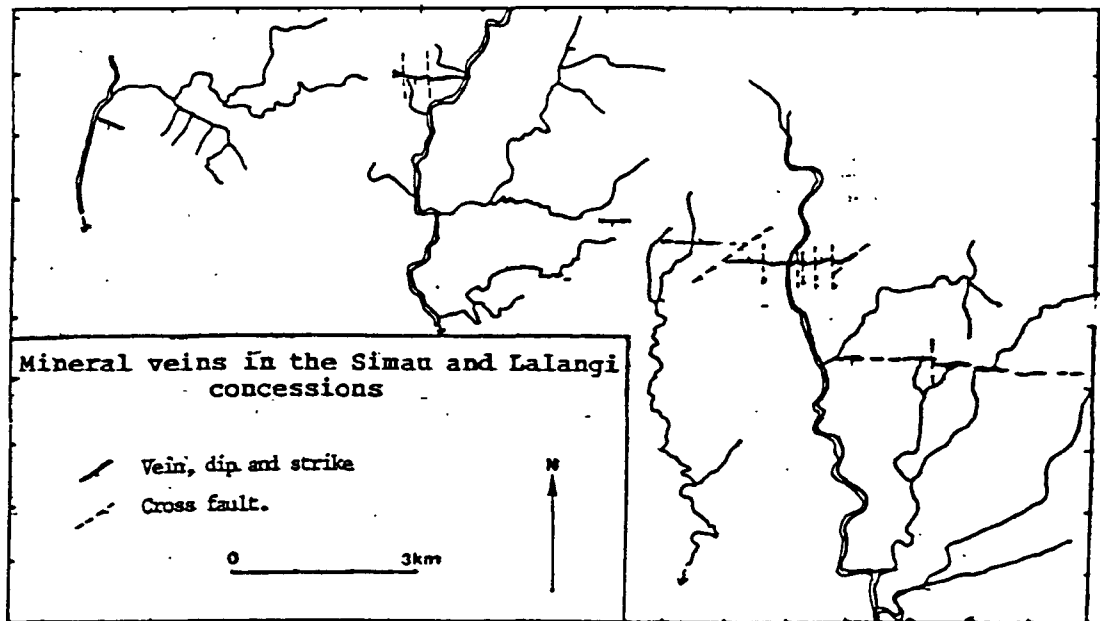 Mineral veins in the Simau and Lalangi
concessions
Vein, dip and strike
Cross fault.
N
0 3km